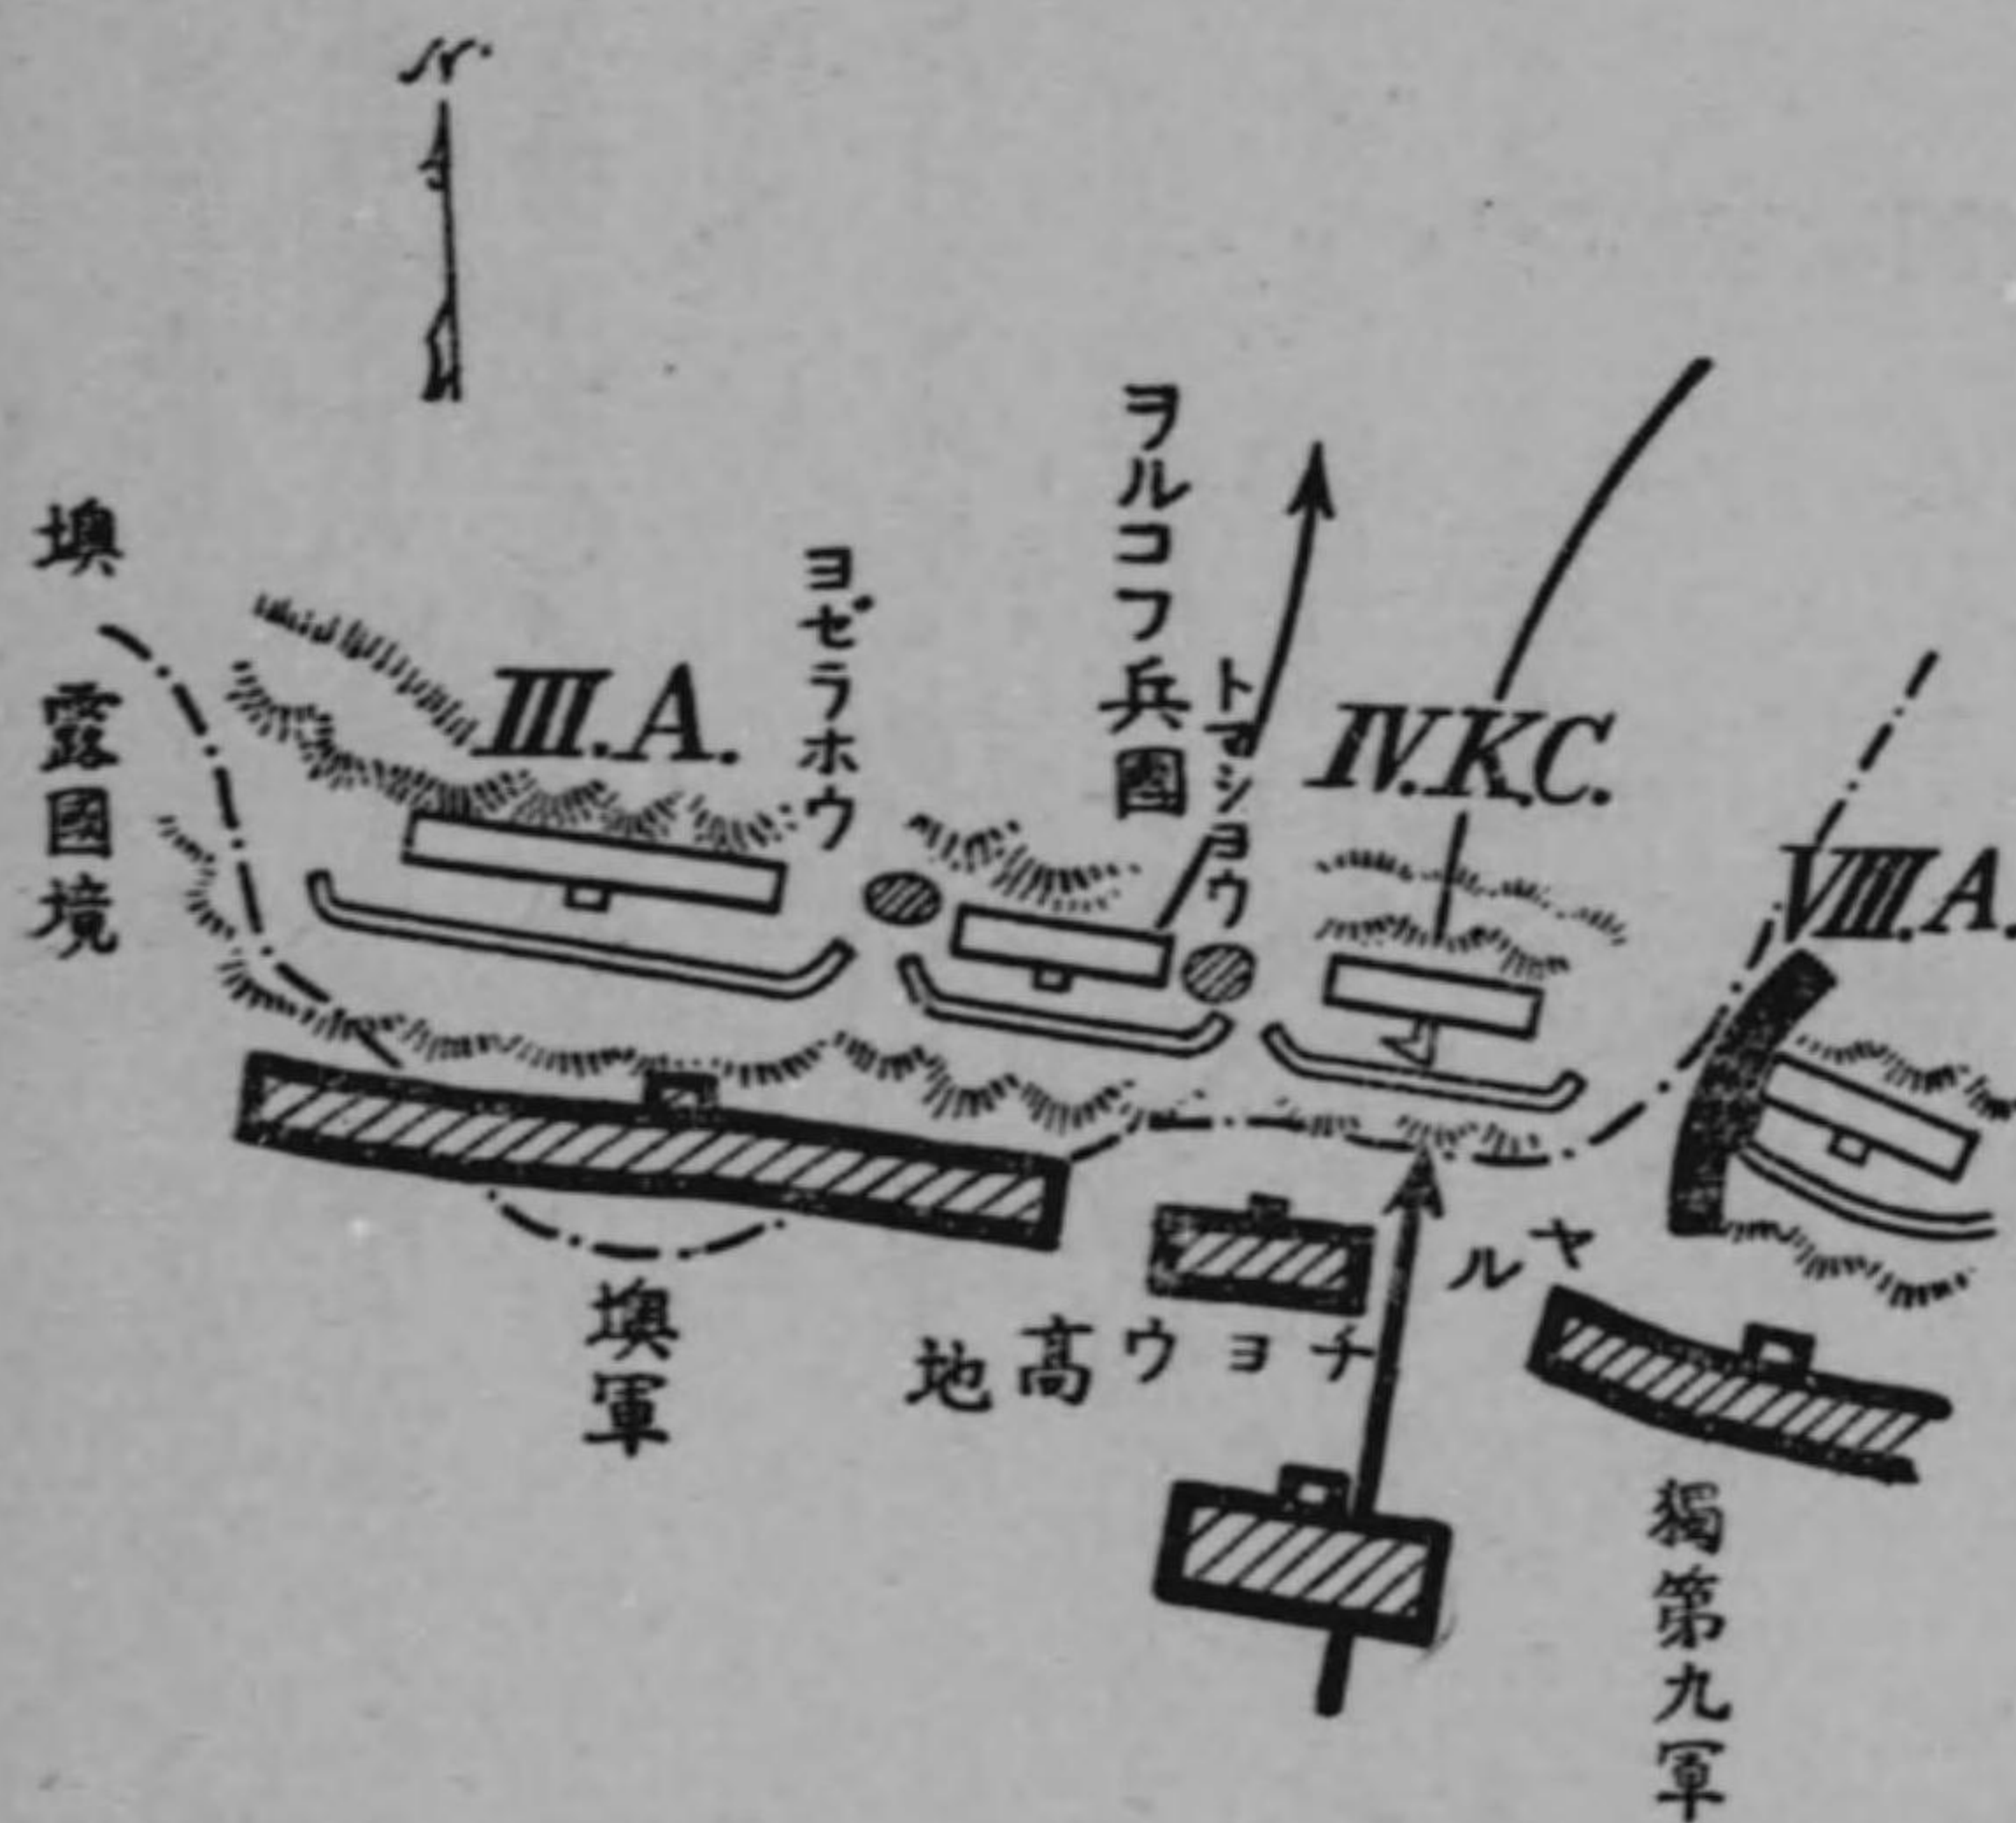 N.
墺露國境
III.A.
ヨゼラホウ
ヲルコフ兵團
トマシヨウ
IV.K.C.
VIII.A.
墺軍
チヨウ高地
ヤル
獨第九軍